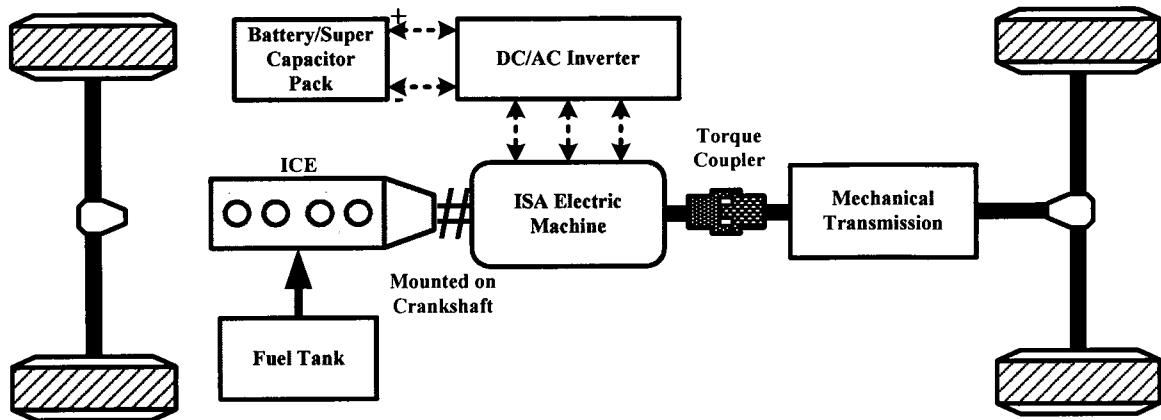 Battery/Super
Capacitor
Pack
+
-
DC/AC Inverter
ICE
ISA Electric
Machine
Torque
Coupler
Mechanical
Transmission
Mounted on
Crankshaft
Fuel Tank